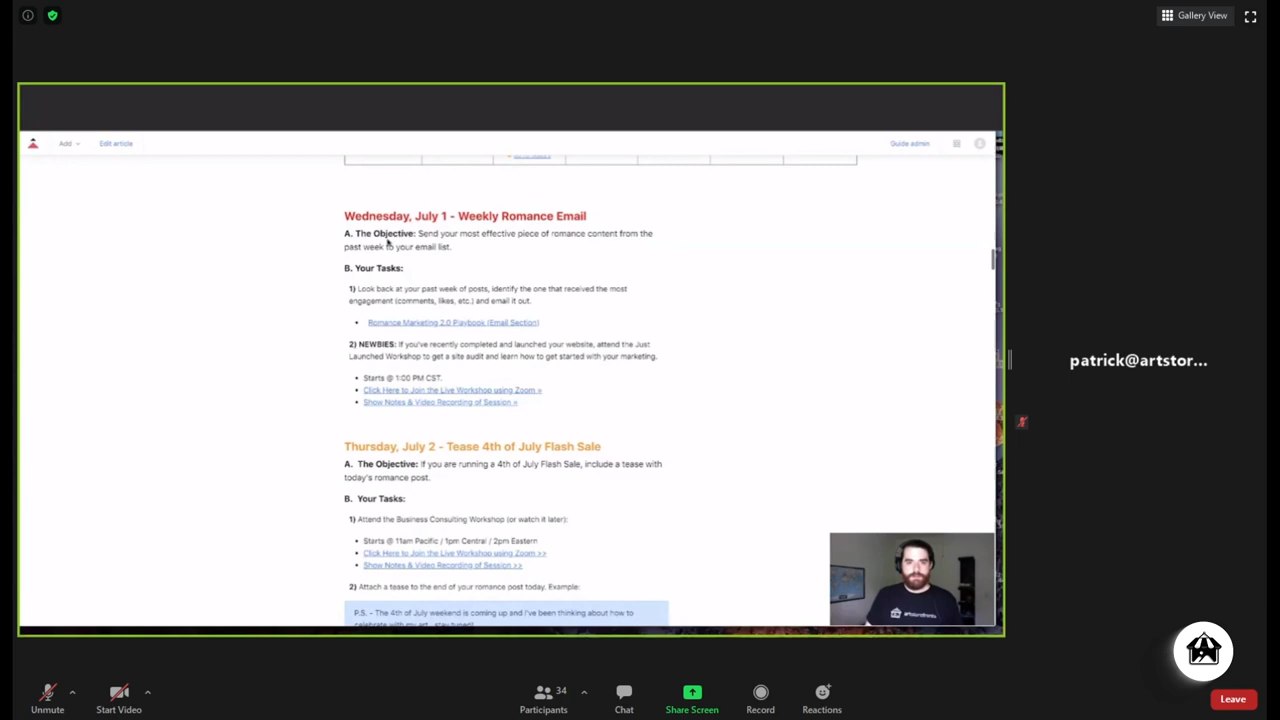 Gallery View
Add
Edit article
Guide admin
Wednesday, July 1 - Weekly Romance Email
A. The Objective: Send your most effective piece of romance content from the
past week to your email list.
B. Your Tasks:
1) Look back at your past week of posts, identify the one that received the most
engagement (comments, likes, etc.) and email it out.
• Romance Marketing 2.0 Playbook (Email Section)
2) NEWBIES: If you've recently completed and launched your website, attend the Just
Launched Workshop to get a site audit and learn how to get started with your marketing.
• Starts @ 1:00 PM CST.
• Click Here to Join the Live Workshop using Zoom »
• Show Notes & Video Recording of Session »
Thursday, July 2 - Tease 4th of July Flash Sale
A. The Objective: If you are running a 4th of July Flash Sale, include a tease with
today's romance post.
B. Your Tasks:
1) Attend the Business Consulting Workshop (or watch it later):
• Starts @ 11am Pacific / 1pm Central / 2pm Eastern
• Click Here to Join the Live Workshop using Zoom >>
• Show Notes & Video Recording of Session >>
2) Attach a tease to the end of your romance post today. Example:
P.S. - The 4th of July weekend is coming up and I've been thinking about how to
celebrate with my art... stay tuned!
patrick@artstor...
Unmute
Start Video
34
Participants
Chat
Share Screen
Record
Reactions
Leave